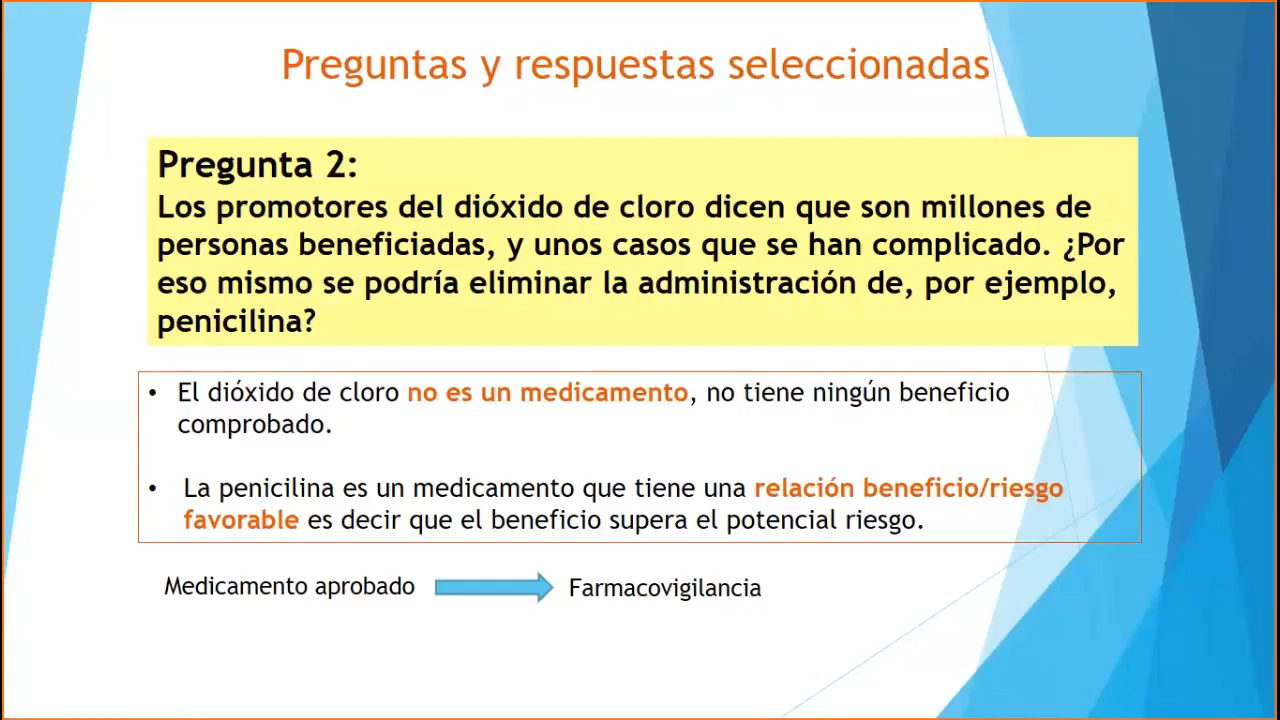 Preguntas y respuestas seleccionadas
Pregunta 2:
Los promotores del dióxido de cloro dicen que son millones de
personas beneficiadas, y unos casos que se han complicado. ¿Por
eso mismo se podría eliminar la administración de, por ejemplo,
penicilina?
• El dióxido de cloro no es un medicamento, no tiene ningún beneficio
comprobado.
• La penicilina es un medicamento que tiene una relación beneficio/riesgo
favorable es decir que el beneficio supera el potencial riesgo.
Medicamento aprobado Farmacovigilancia